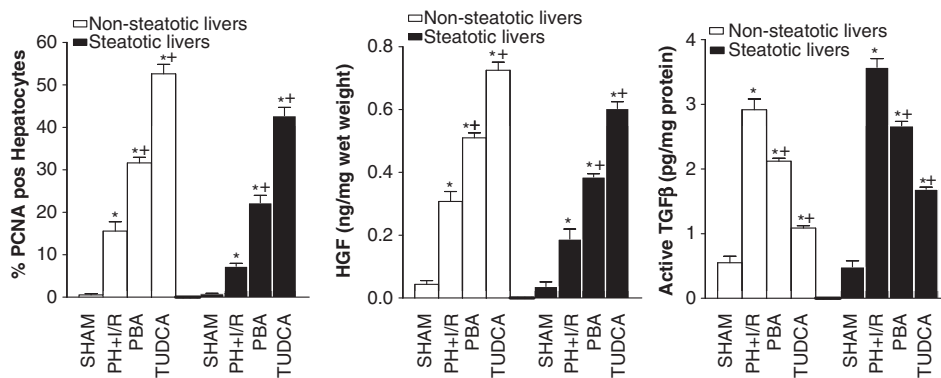 Non-steatotic livers
Steatotic livers
% PCNA pos Hepatocytes
60
50
40
30
20
10
0
*
*+
*+
*
*+
*+
SHAM
PH+I/R
PBA
TUDCA
SHAM
PH+I/R
PBA
TUDCA
Non-steatotic livers
Steatotic livers
HGF (ng/mg wet weight)
0.8
0.6
0.4
0.2
0.0
*
*+
*+
*
*+
*+
SHAM
PH+I/R
PBA
TUDCA
SHAM
PH+I/R
PBA
TUDCA
Non-steatotic livers
Steatotic livers
Active TGFβ (pg/mg protein)
4
3
2
1
0
*
*+
*+
*
*+
*+
SHAM
PH+I/R
PBA
TUDCA
SHAM
PH+I/R
PBA
TUDCA